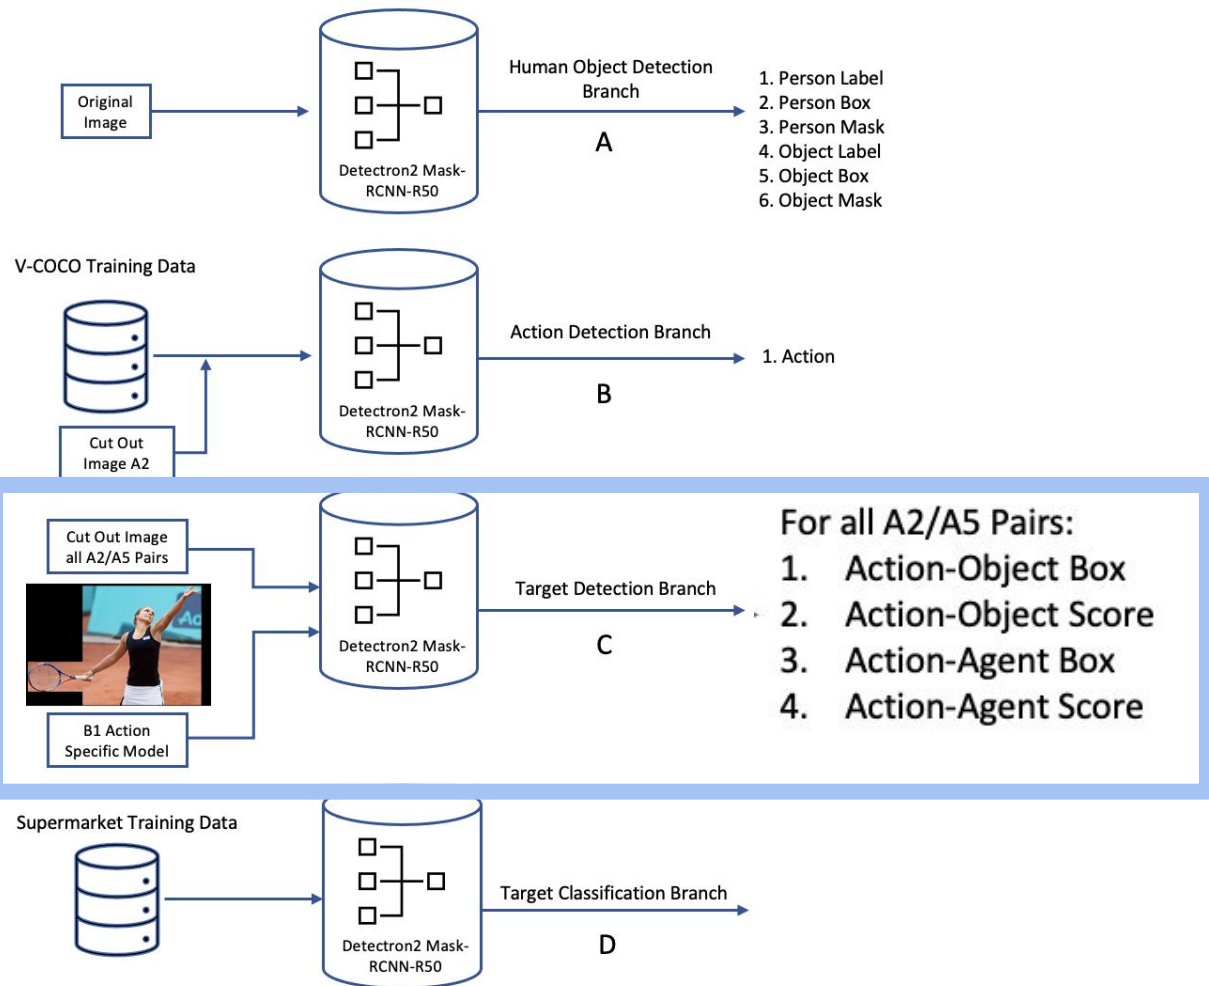 Original
Image
Detectron2 Mask-
RCNN-R50
Human Object Detection
Branch
A
1. Person Label
2. Person Box
3. Person Mask
4. Object Label
5. Object Box
6. Object Mask
V-COCO Training Data
Cut Out
Image A2
Detectron2 Mask-
RCNN-R50
Action Detection Branch
B
1. Action
Cut Out Image
all A2/A5 Pairs
B1 Action
Specific Model
Detectron2 Mask-
RCNN-R50
Target Detection Branch
C
For all A2/A5 Pairs:
1. Action-Object Box
2. Action-Object Score
3. Action-Agent Box
4. Action-Agent Score
Supermarket Training Data
Detectron2 Mask-
RCNN-R50
Target Classification Branch
D